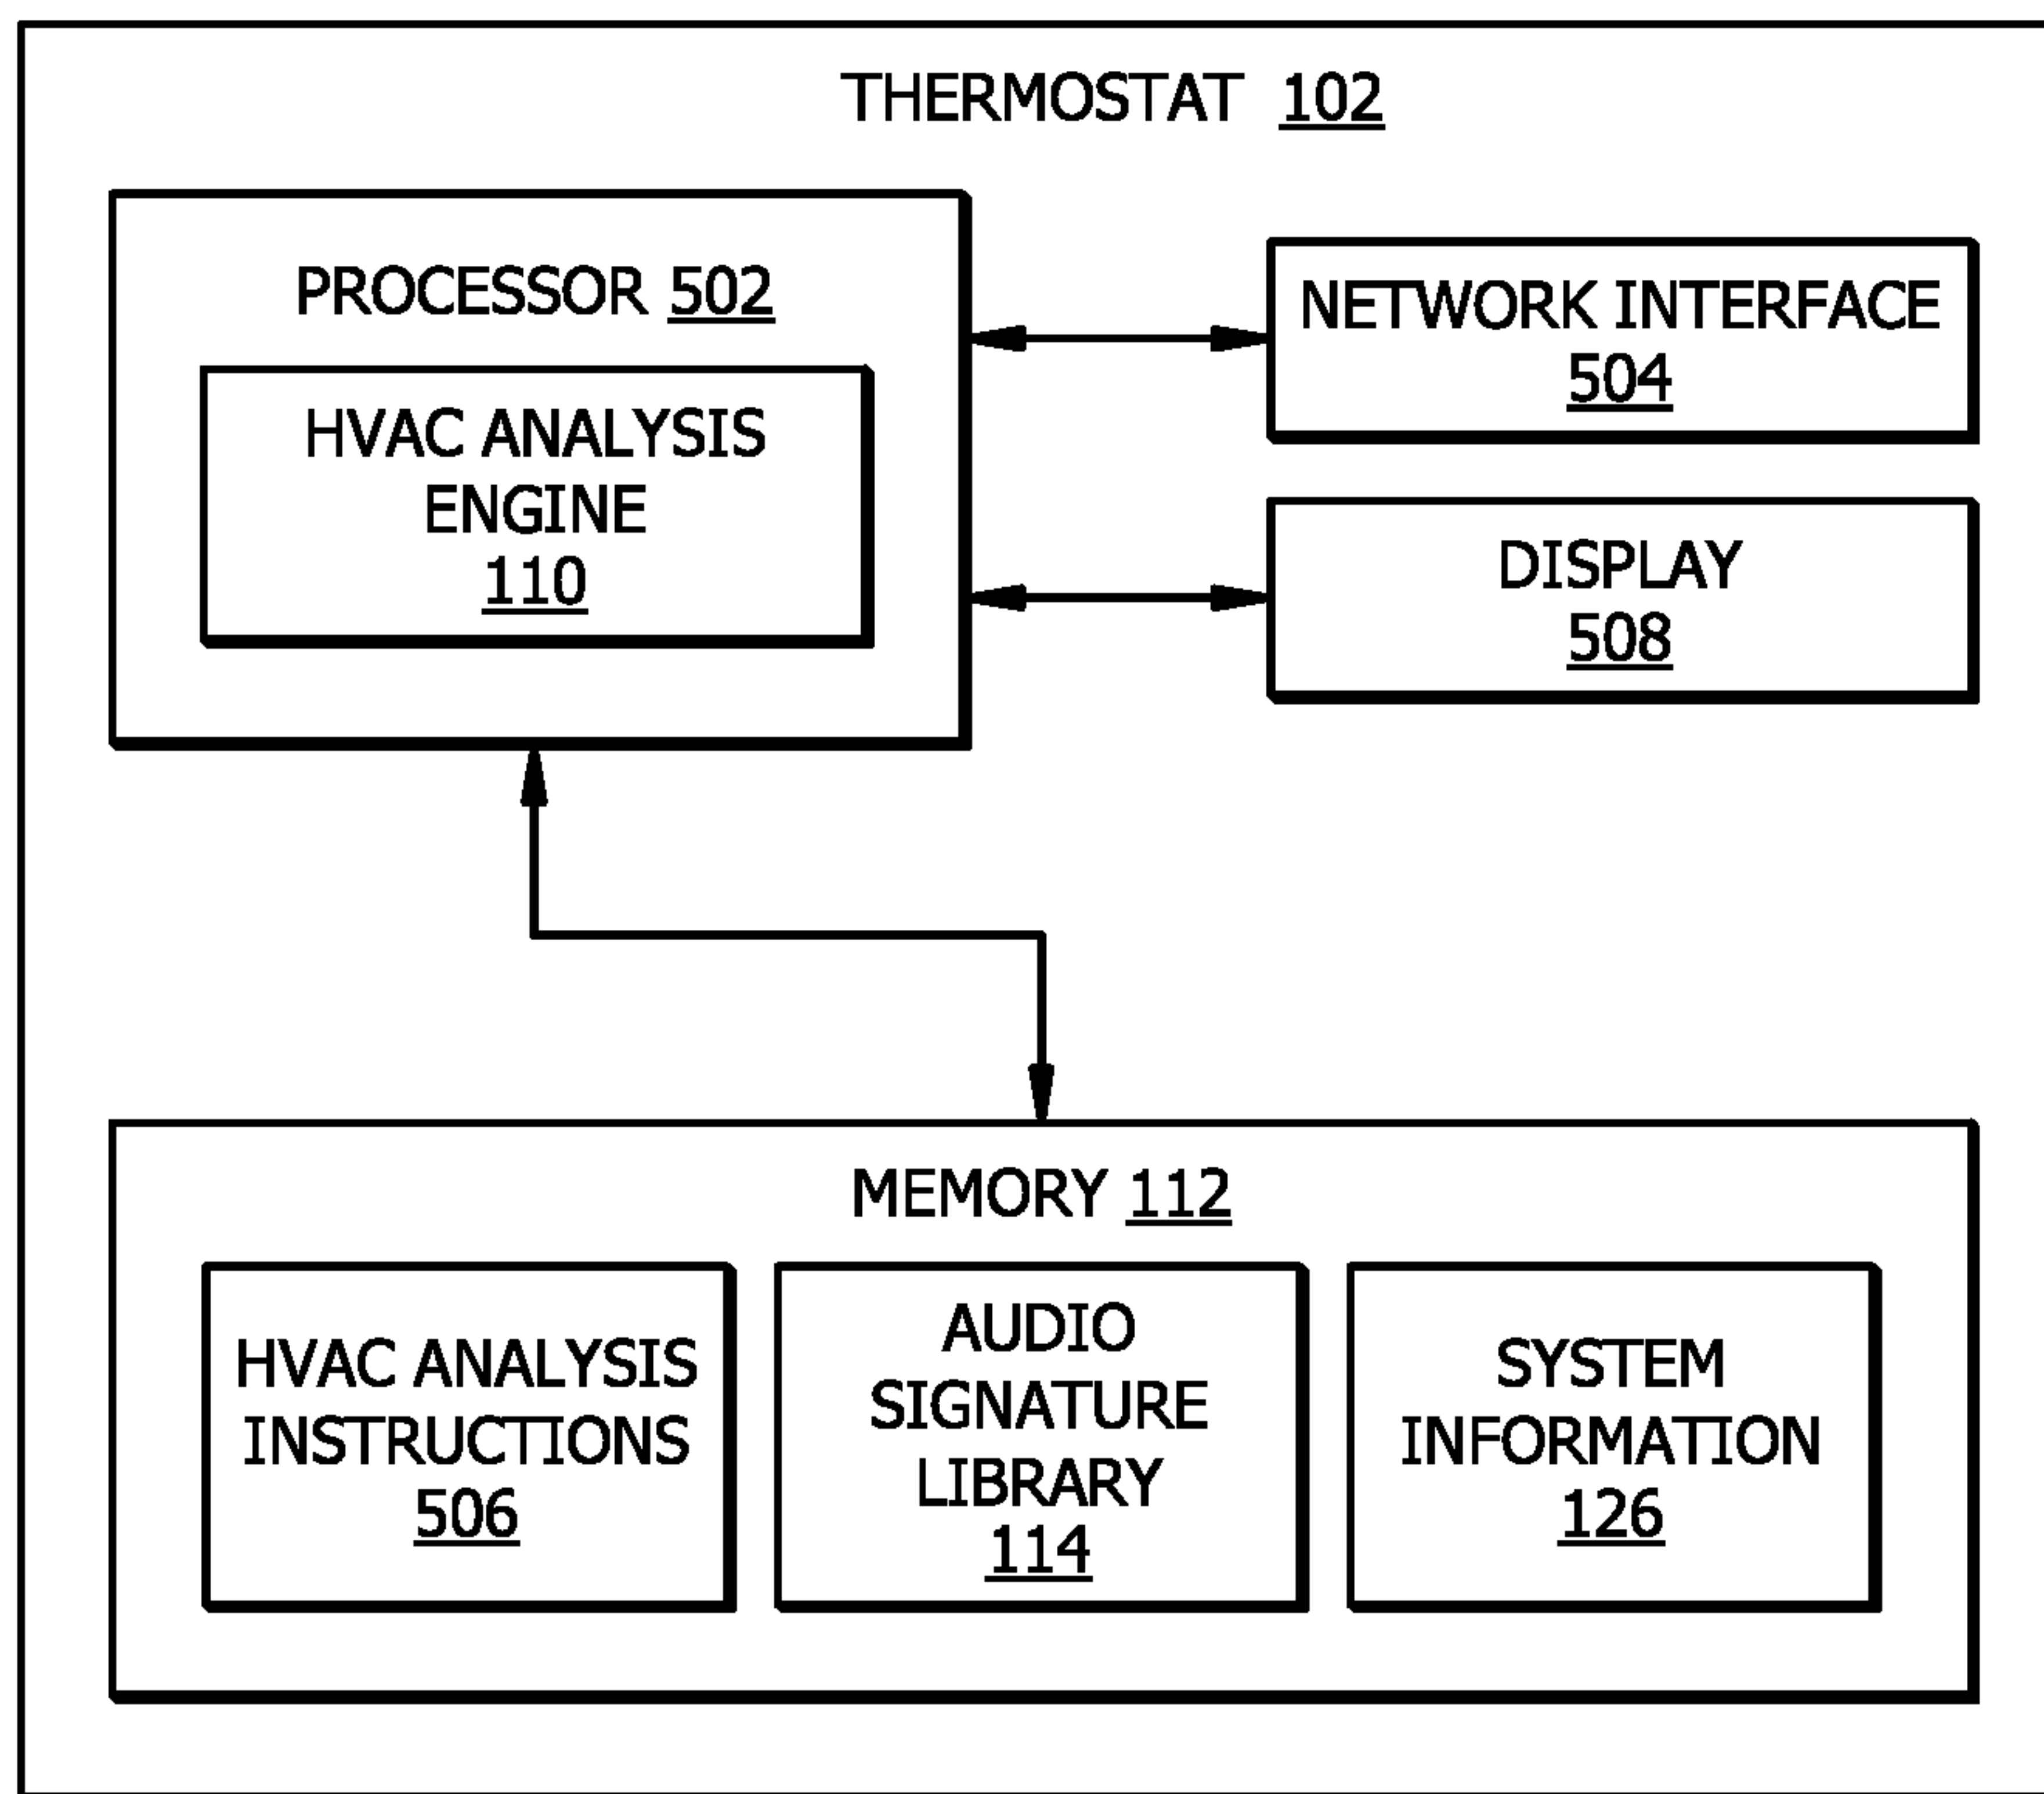 THERMOSTAT 102
PROCESSOR 502
HVAC ANALYSIS
ENGINE
110
NETWORK INTERFACE
504
DISPLAY
508
MEMORY 112
HVAC ANALYSIS
INSTRUCTIONS
506
AUDIO
SIGNATURE
LIBRARY
114
SYSTEM
INFORMATION
126